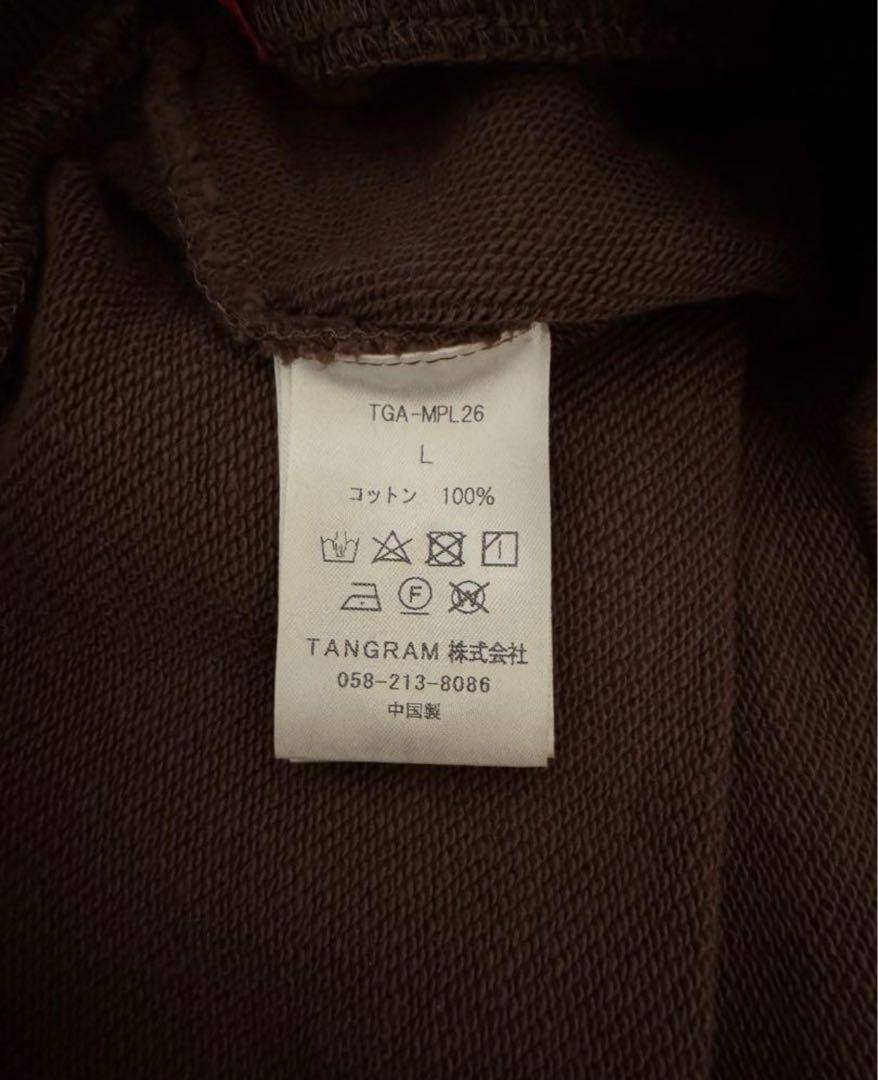 TGA-MPL26
L
コットン 100%
F
W
TANGRAM 株式会社
058-213-8086
中国製